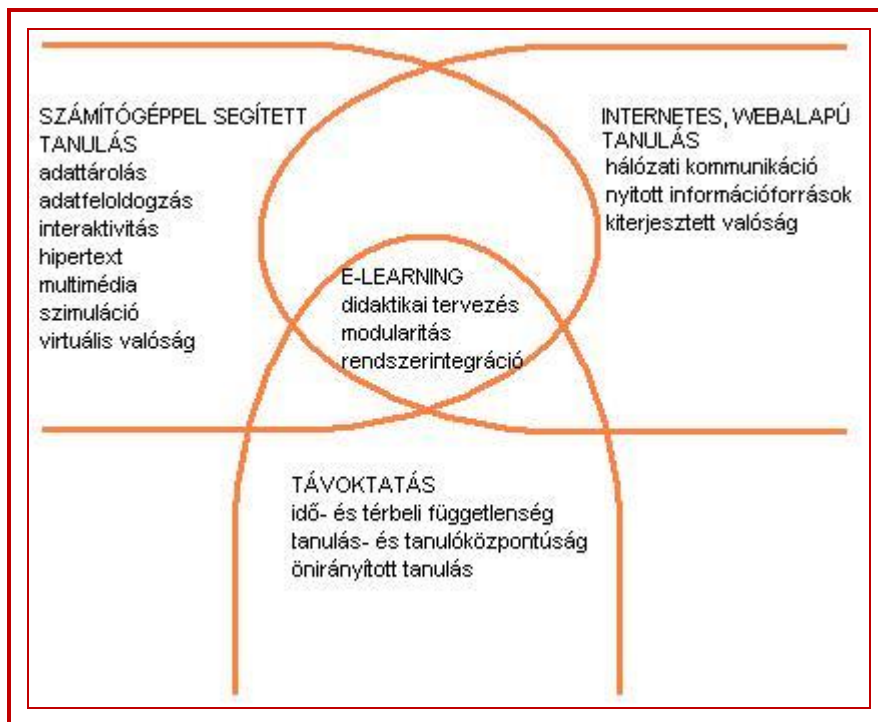 SZÁMÍTÓGÉPPEL SEGÍTETT
TANULÁS
adattárolás
adatfeloldogzás
interaktivitás
hipertext
multimédia
szimuláció
virtuális valóság
INTERNETES, WEBALAPÚ
TANULÁS
hálózati kommunikáció
nyitott információforrások
kiterjesztett valóság
E-LEARNING
didaktikai tervezés
modularitás
rendszerintegráció
TÁVOKTATÁS
idő- és térbeli függetlenség
tanulás- és tanulóközpontúság
önirányított tanulás